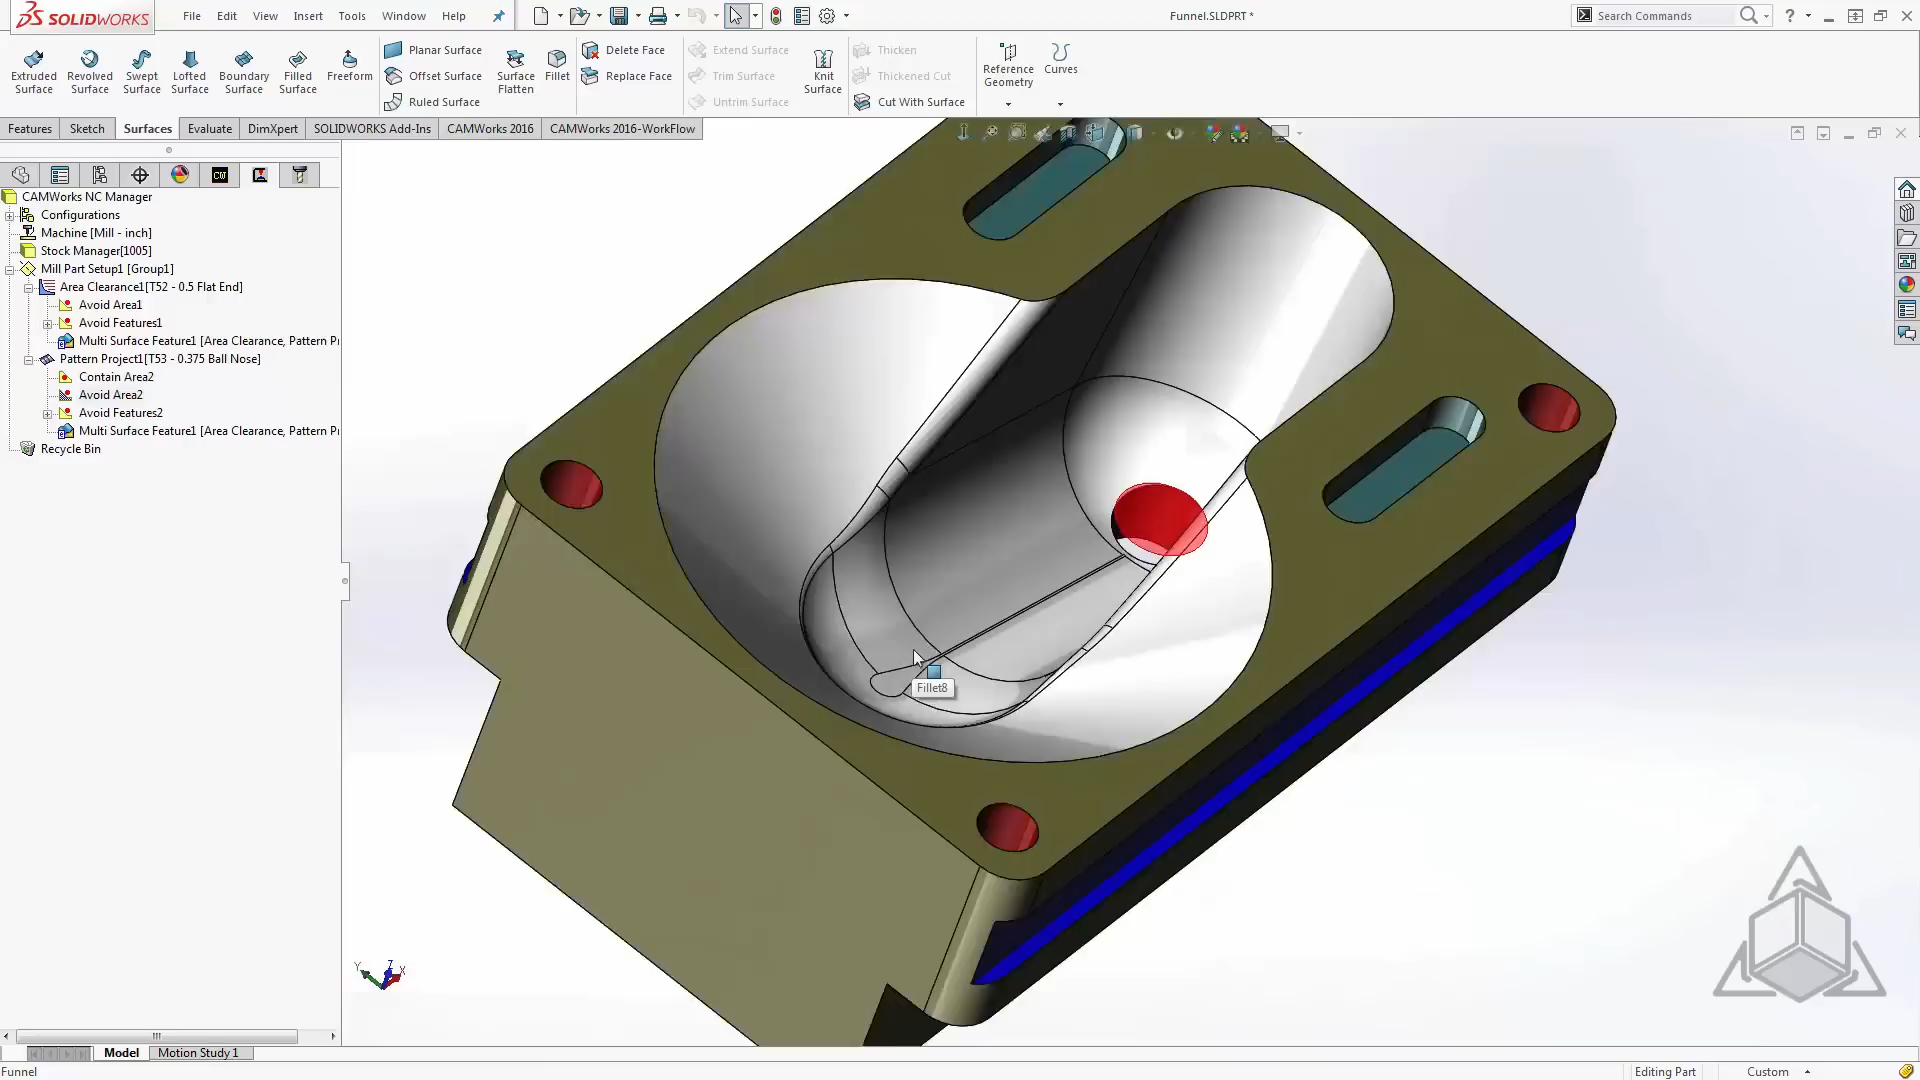 SOLIDWORKS File Edit View Insert Tools Window Help Funnel.SLDPRT * Search Commands ?
Extruded Surface
Revolved Surface
Swept Surface
Lofted Surface
Boundary Surface
Filled Surface
Freeform
Planar Surface
Offset Surface
Ruled Surface
Surface Flatten
Fillet
Delete Face
Replace Face
Extend Surface
Trim Surface
Untrim Surface
Knit Surface
Thicken
Thickened Cut
Cut With Surface
Reference Geometry
Curves
Features Sketch Surfaces Evaluate DimXpert SOLIDWORKS Add-Ins CAMWorks 2016 CAMWorks 2016-WorkFlow
CW
CAMWorks NC Manager
Configurations
Machine [Mill - inch]
Stock Manager[1005]
Mill Part Setup1 [Group1]
Area Clearance1[T52 - 0.5 Flat End]
Avoid Area1
Avoid Features1
Multi Surface Feature1 [Area Clearance, Pattern Pr
Pattern Project1[T53 - 0.375 Ball Nose]
Contain Area2
Avoid Area2
Avoid Features2
Multi Surface Feature1 [Area Clearance, Pattern Pr
Recycle Bin
Fillet8
Y Z X
Model Motion Study 1
Funnel Editing Part Custom